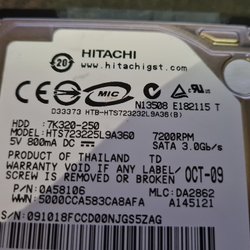 HITACHI
www.hitachigst.com
20
MIC
N13508 E182115 T
D33373 HTB-HTS723232L9A36(B)
HDD 7K320-250
MODEL: HTS723225L9A360 7200RPM
5V 800mA DC SATA 3.0Gb/s
PRODUCT OF THAILAND
WARRANTY VOID IF ANY LABEL OR
SCREW IS REMOVED OR BROKEN OCT-09
P/N: 0A58106 MLC: DA2862
WWN: 5000CCA583CA8AFA A145121
S/N: 091018FCCD00NJGS5ZAG